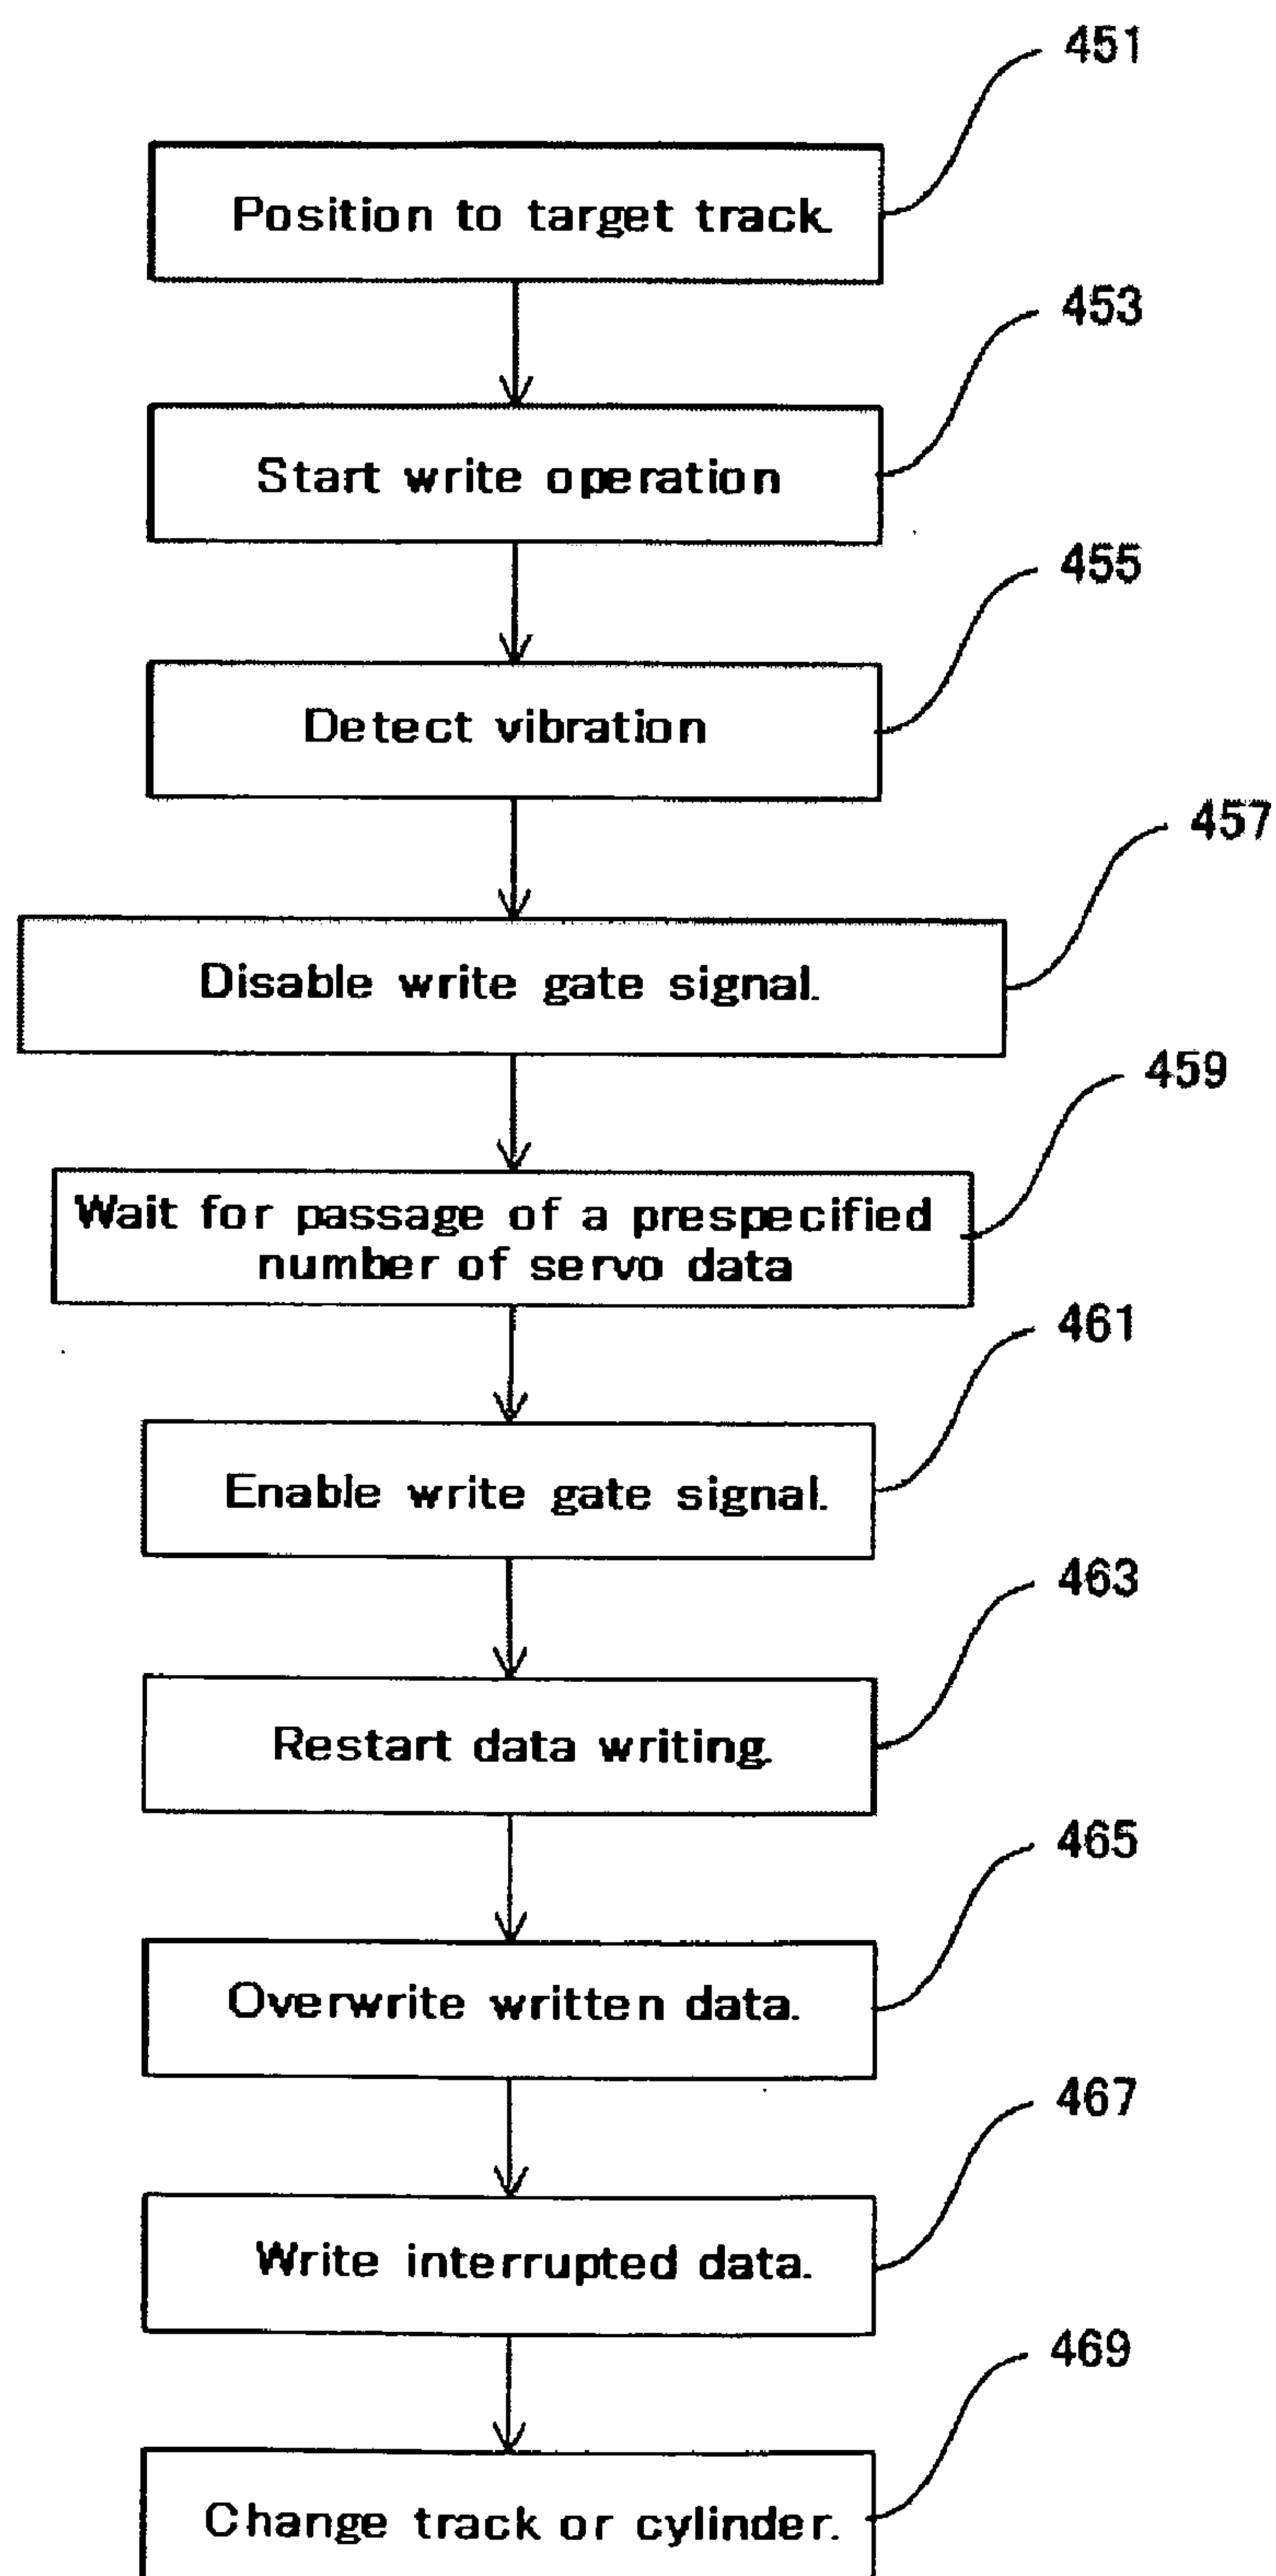 451
Position to target track.
453
Start write operation
455
Detect vibration
457
Disable write gate signal.
459
Wait for passage of a prespecified
number of servo data
461
Enable write gate signal.
463
Restart data writing.
465
Overwrite written data.
467
Write interrupted data.
469
Change track or cylinder.